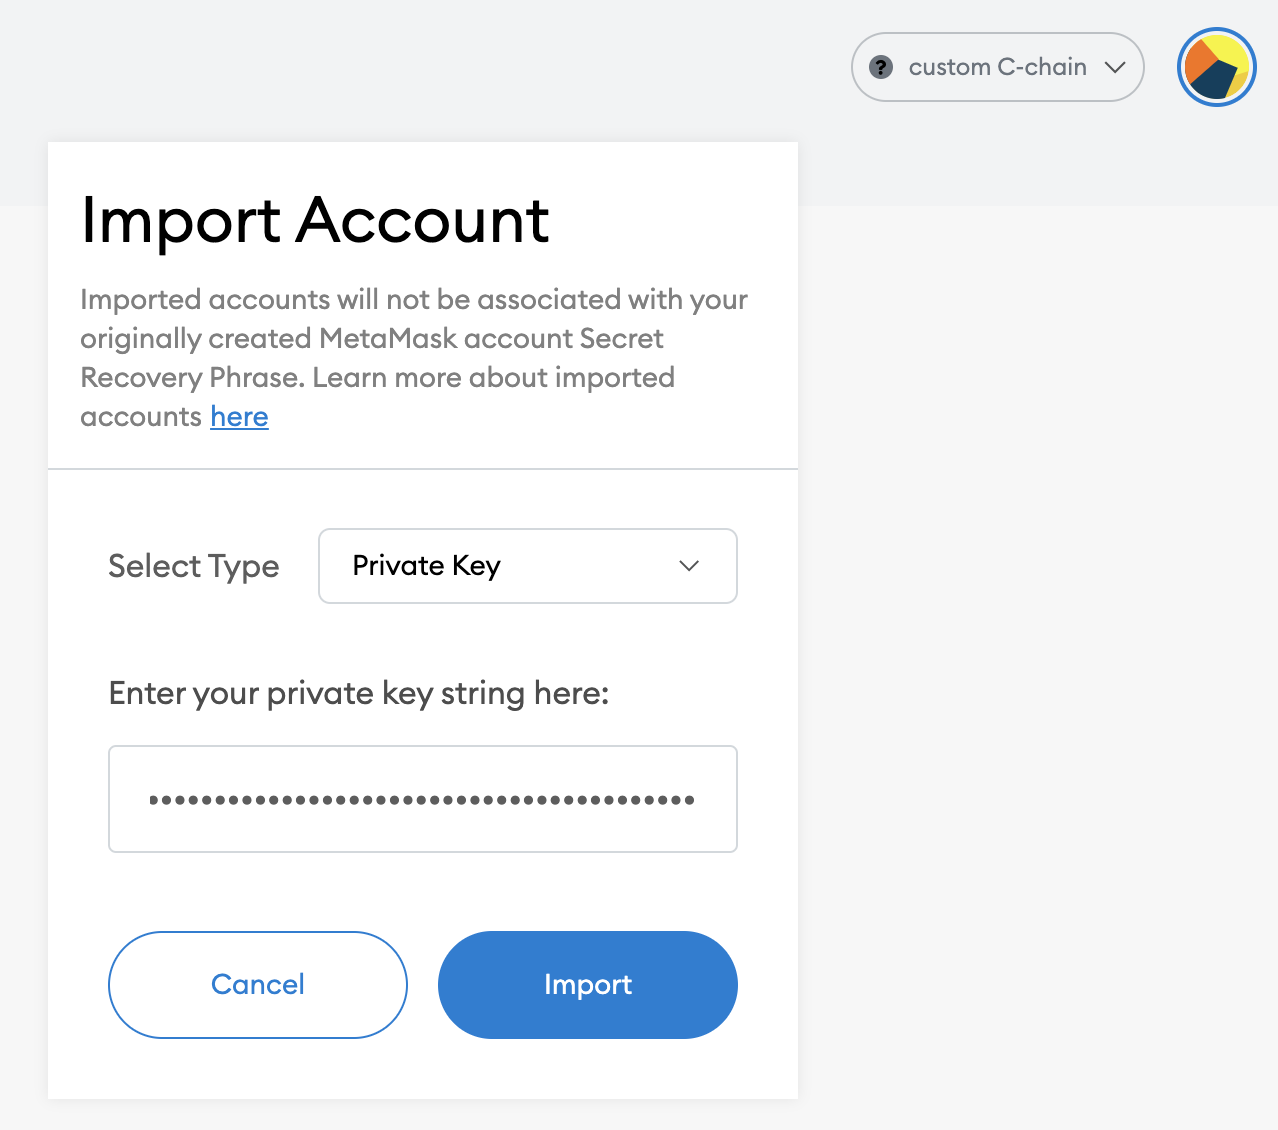 ? custom C-chain
Import Account
Imported accounts will not be associated with your
originally created MetaMask account Secret
Recovery Phrase. Learn more about imported
accounts here
Select Type Private Key
Enter your private key string here:
•••••••••••••••••••••••••••••••••••••••••
Cancel Import